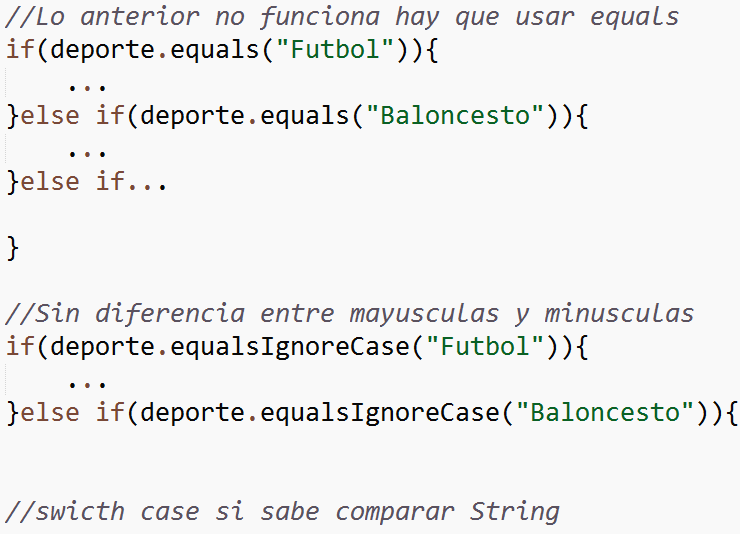 //Lo anterior no funciona hay que usar equals
if(deporte.equals("Futbol")){
    ...
}else if(deporte.equals("Baloncesto")){
    ...
}else if...
}
//Sin diferencia entre mayusculas y minusculas
if(deporte.equalsIgnoreCase("Futbol")){
    ...
}else if(deporte.equalsIgnoreCase("Baloncesto")){
//swicth case si sabe comparar String